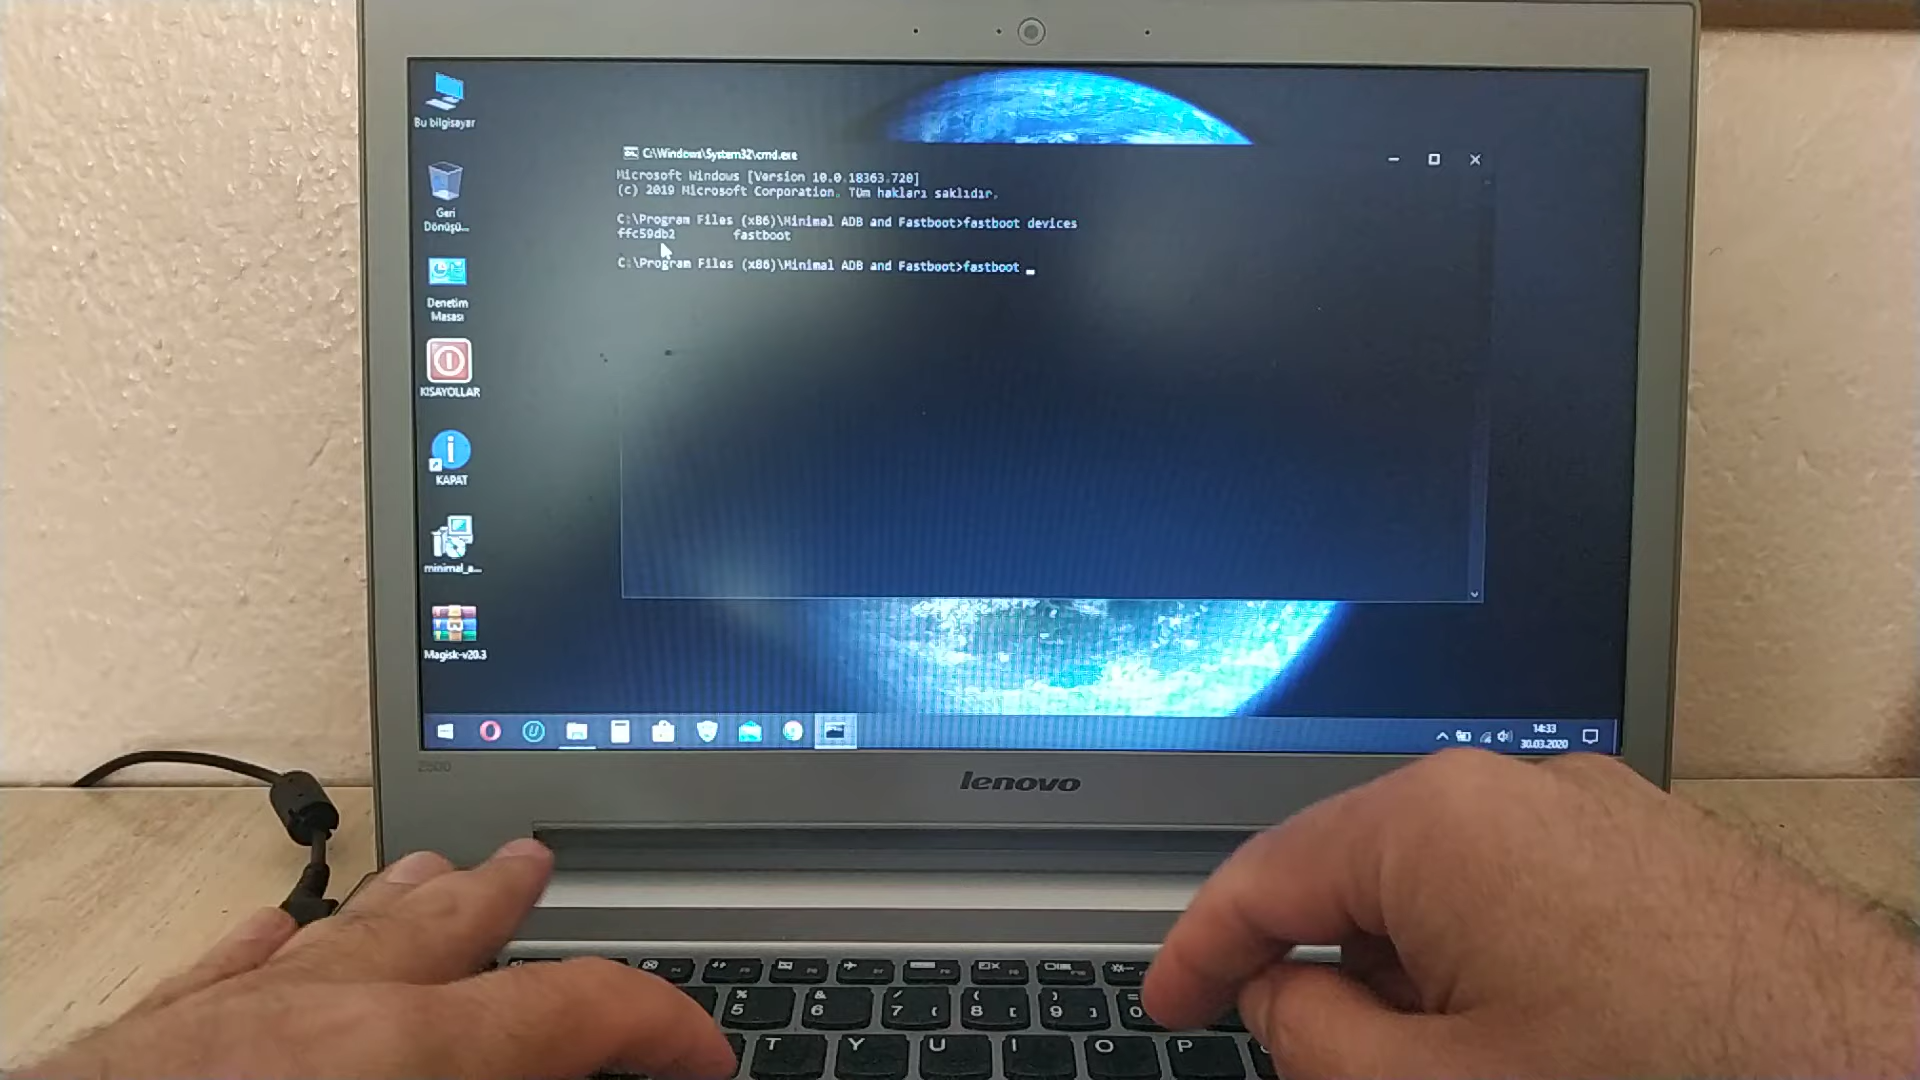 Bu bilgisayar
Geri
Dönüşü...
Denetim
Masası
KISAYOLLAR
KAPAT
minimal_a...
Magisk-v20.3
C:\Windows\System32\cmd.exe
Microsoft Windows [Version 10.0.18363.720]
(c) 2019 Microsoft Corporation. Tüm hakları saklıdır.
C:\Program Files (x86)\Minimal ADB and Fastboot>fastboot devices
ffc59db2 fastboot
C:\Program Files (x86)\Minimal ADB and Fastboot>fastboot _
14:33
30.03.2020
Z500
lenovo
% 5
& 6
/ 7 {
( 8 [
) 9 ]
= 0
T Y U I O P